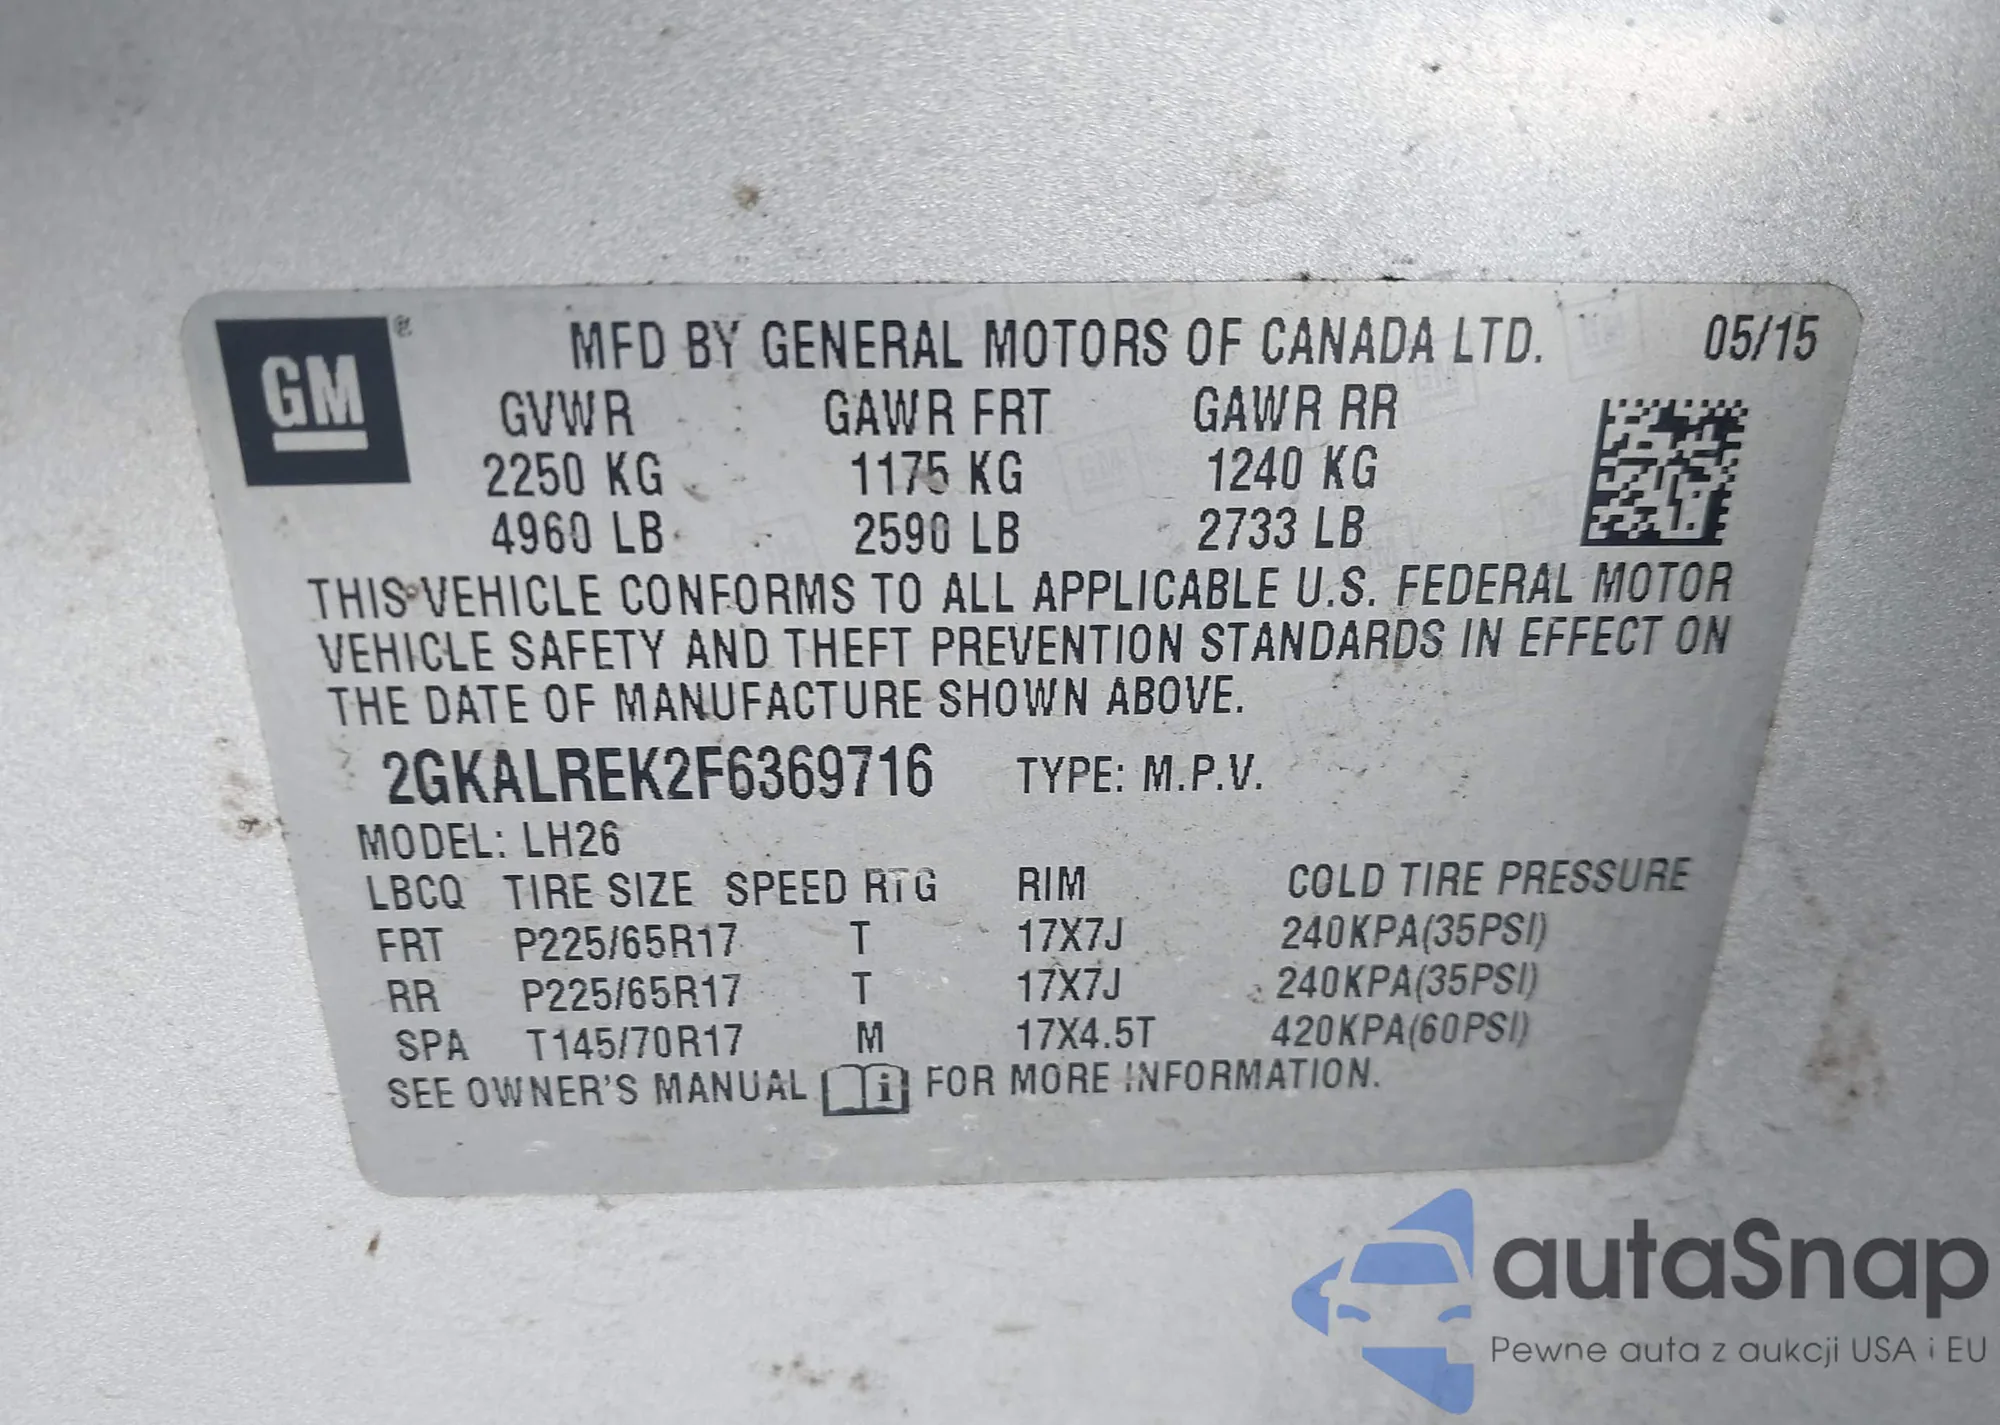 GM ® MFD BY GENERAL MOTORS OF CANADA LTD. 05/15
GVWR GAWR FRT GAWR RR
2250 KG 1175 KG 1240 KG
4960 LB 2590 LB 2733 LB
THIS VEHICLE CONFORMS TO ALL APPLICABLE U.S. FEDERAL MOTOR
VEHICLE SAFETY AND THEFT PREVENTION STANDARDS IN EFFECT ON
THE DATE OF MANUFACTURE SHOWN ABOVE.
2GKALREK2F6369716 TYPE: M.P.V.
MODEL: LH26
LBCQ TIRE SIZE SPEED RTG RIM COLD TIRE PRESSURE
FRT P225/65R17 T 17X7J 240KPA(35PSI)
RR P225/65R17 T 17X7J 240KPA(35PSI)
SPA T145/70R17 M 17X4.5T 420KPA(60PSI)
SEE OWNER'S MANUAL i FOR MORE INFORMATION.
autaSnap
Pewne auta z aukcji USA i EU